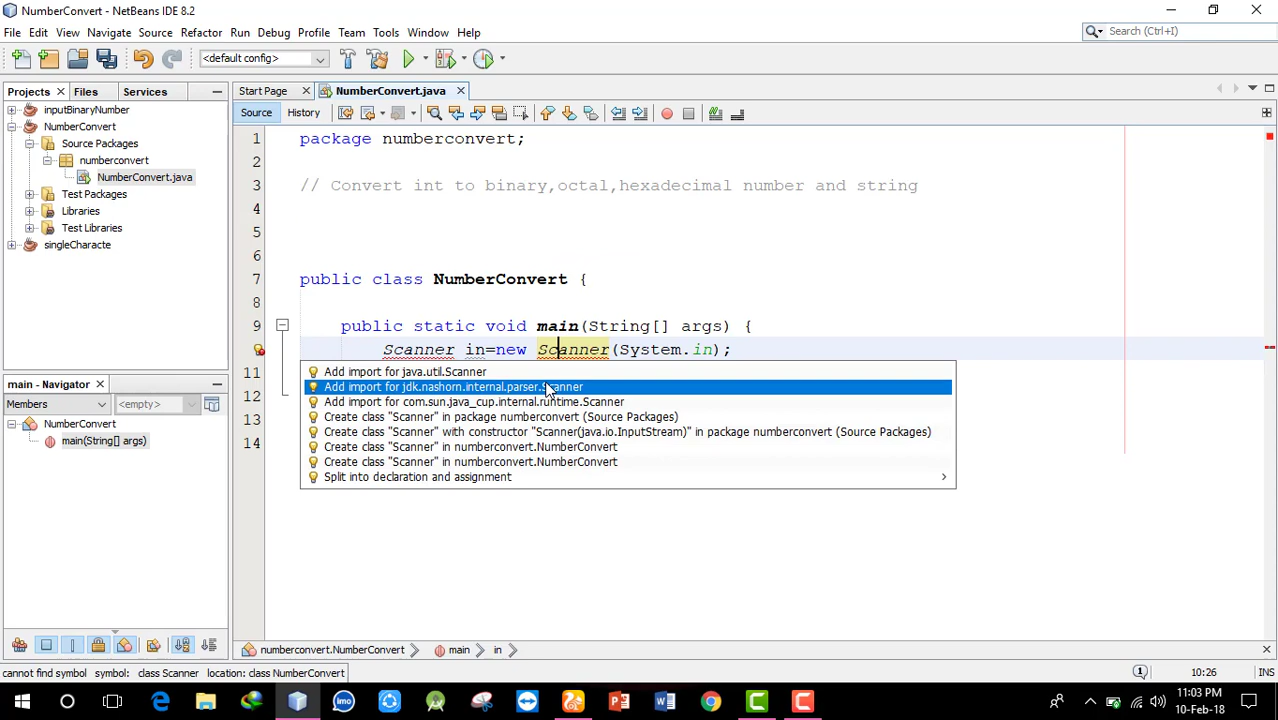 NumberConvert - NetBeans IDE 8.2
File Edit View Navigate Source Refactor Run Debug Profile Team Tools Window Help
Search (Ctrl+I)
<default config>
Projects Files Services
Start Page NumberConvert.java
Source History
inputBinaryNumber
NumberConvert
Source Packages
numberconvert
NumberConvert.java
Test Packages
Libraries
Test Libraries
singleCharacte
1 package numberconvert;
2
3 // Convert int to binary,octal,hexadecimal number and string
4
5
6
7 public class NumberConvert {
8
9 public static void main(String[] args) {
Scanner in=new Scanner(System.in);
11
12
13
14
Add import for java.util.Scanner
Add import for jdk.nashorn.internal.parser.Scanner
Add import for com.sun.java_cup.internal.runtime.Scanner
Create class "Scanner" in package numberconvert (Source Packages)
Create class "Scanner" with constructor "Scanner(java.io.InputStream)" in package numberconvert (Source Packages)
Create class "Scanner" in numberconvert.NumberConvert
Create class "Scanner" in numberconvert.NumberConvert
Split into declaration and assignment
main - Navigator
Members <empty>
NumberConvert
main(String[] args)
numberconvert.NumberConvert main in
cannot find symbol symbol: class Scanner location: class NumberConvert
1
10:26 INS
11:03 PM
10-Feb-18